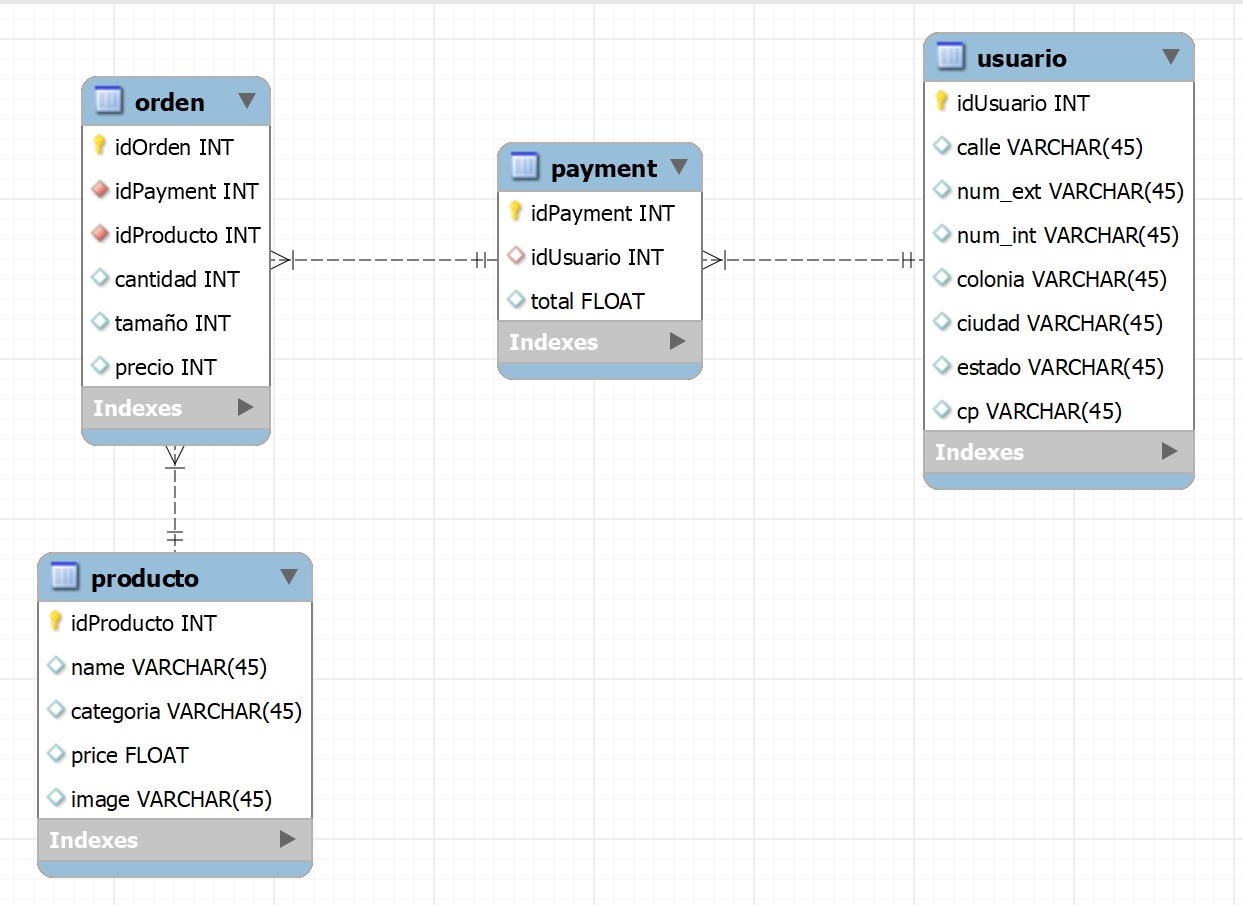 orden
idOrden INT
idPayment INT
idProducto INT
cantidad INT
tamaño INT
precio INT
Indexes
payment
idPayment INT
idUsuario INT
total FLOAT
Indexes
usuario
idUsuario INT
calle VARCHAR(45)
num_ext VARCHAR(45)
num_int VARCHAR(45)
colonia VARCHAR(45)
ciudad VARCHAR(45)
estado VARCHAR(45)
cp VARCHAR(45)
Indexes
producto
idProducto INT
name VARCHAR(45)
categoria VARCHAR(45)
price FLOAT
image VARCHAR(45)
Indexes